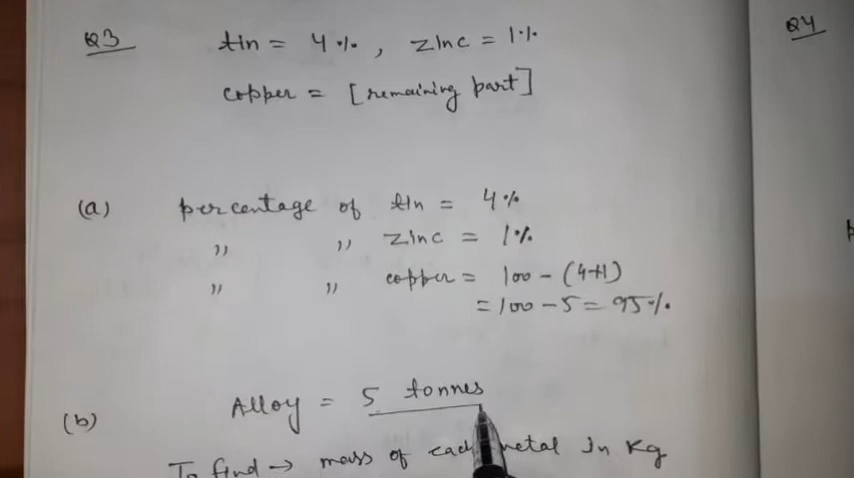 Q3 tin = 4%, zinc = 1%
Q4
copper = [remaining part]
(a) percentage of tin = 4%
" " zinc = 1%
" " copper = 100 - (4+1)
= 100 - 5 = 95%
(b) Alloy = 5 tonnes
To find → mass of each metal in Kg